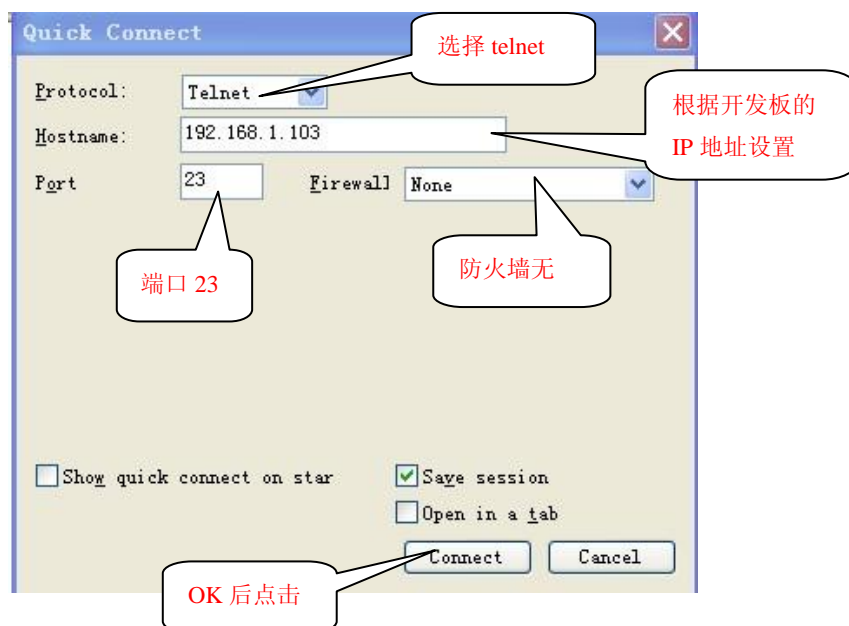 Quick Connect
选择 telnet
Protocol:
Telnet
根据开发板的
IP 地址设置
Hostname:
192.168.1.103
Port
23
Firewall
None
端口 23
防火墙无
Show quick connect on star
Save session
Open in a tab
Connect
Cancel
OK 后点击